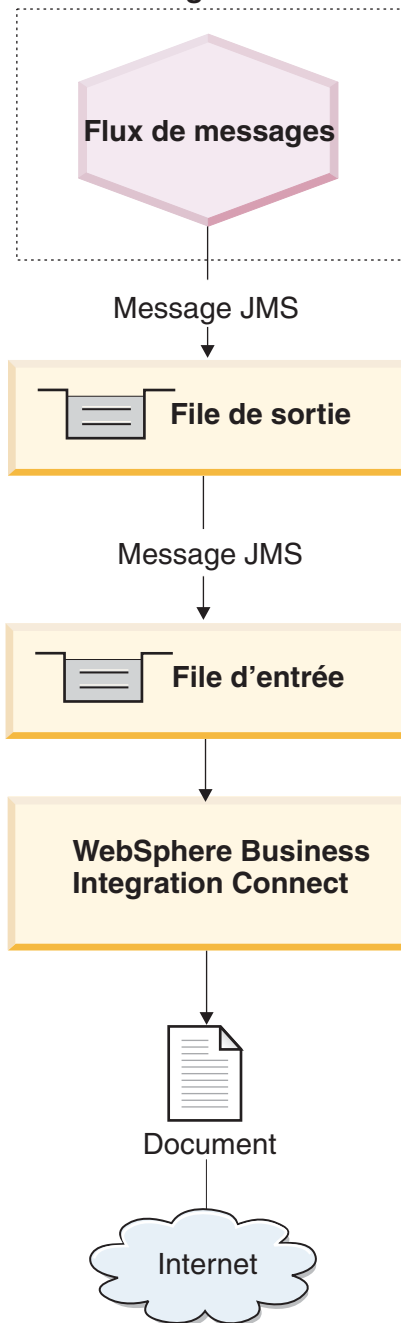 Flux de messages
Message JMS
File de sortie
Message JMS
File d'entrée
WebSphere Business
Integration Connect
Document
Internet